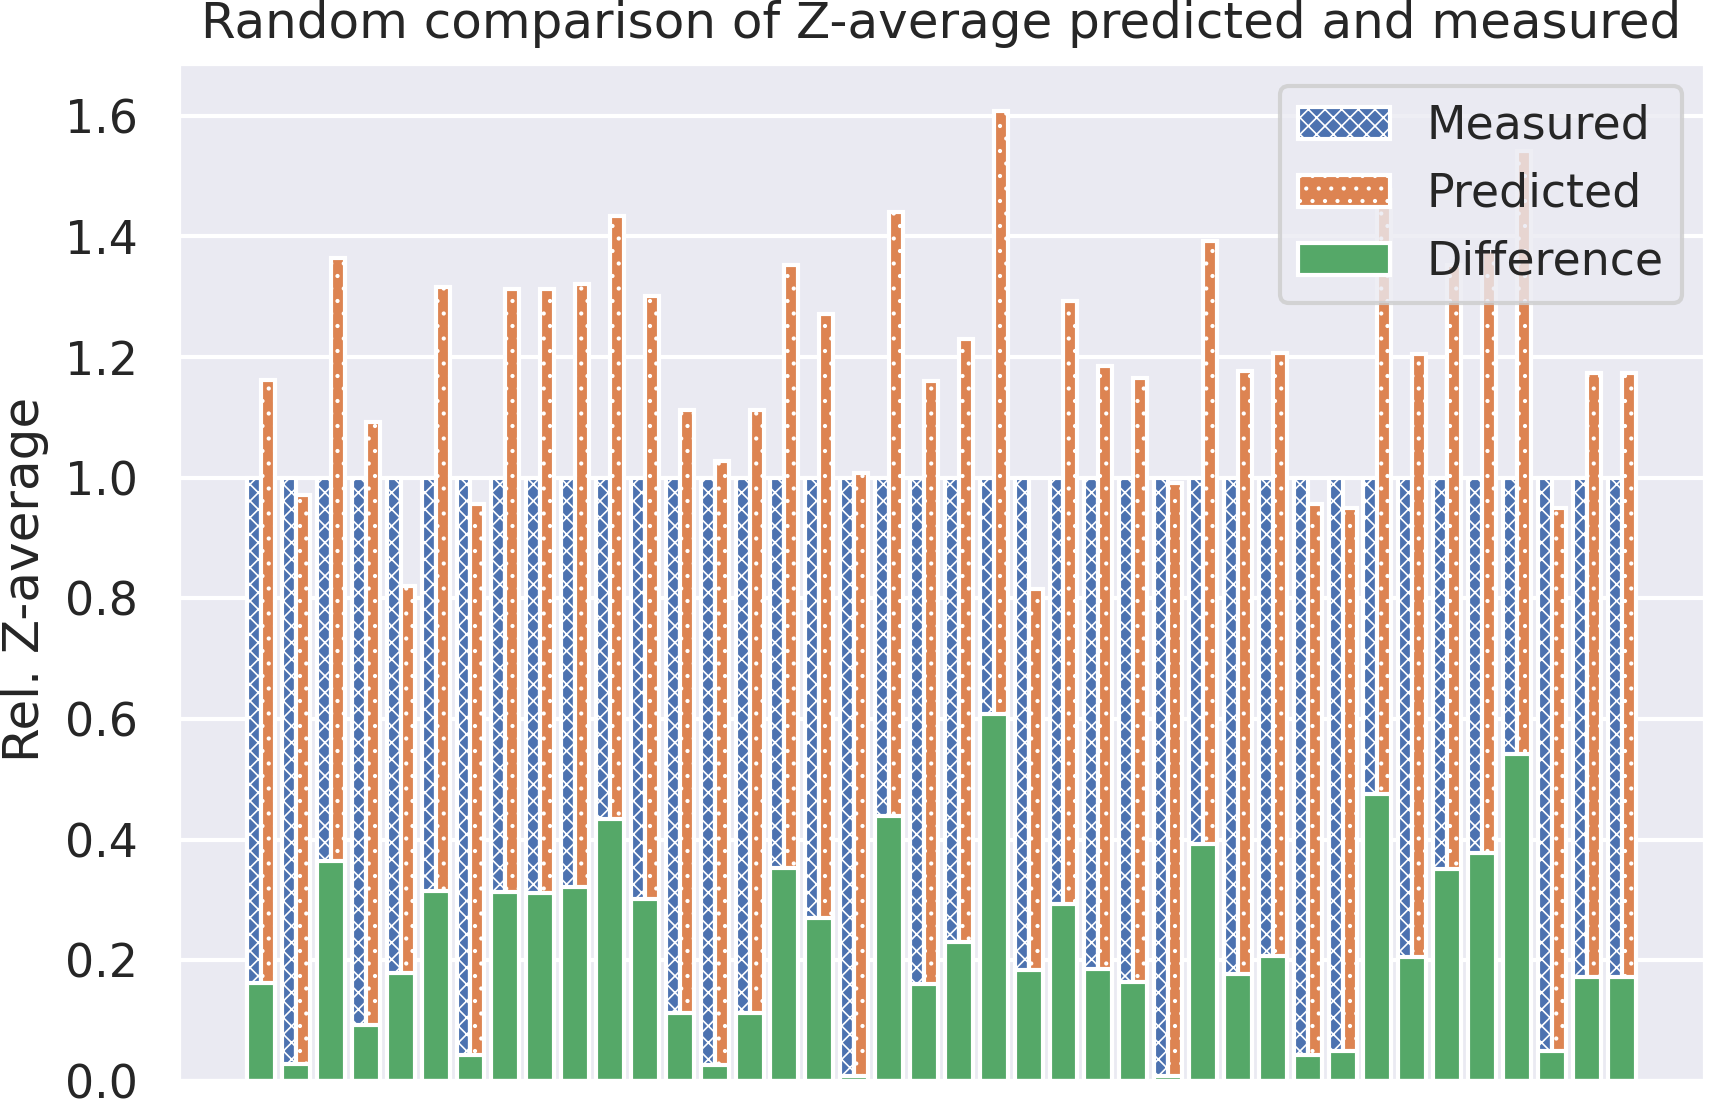 Random comparison of Z-average predicted and measured
Rel. Z-average
1.6
1.4
1.2
1.0
0.8
0.6
0.4
0.2
0.0
Measured
Predicted
Difference